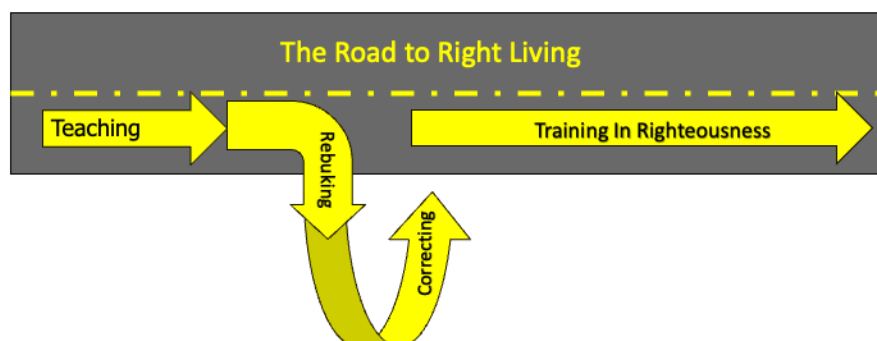 The Road to Right Living
Teaching
Rebuking
Correcting
Training In Righteousness